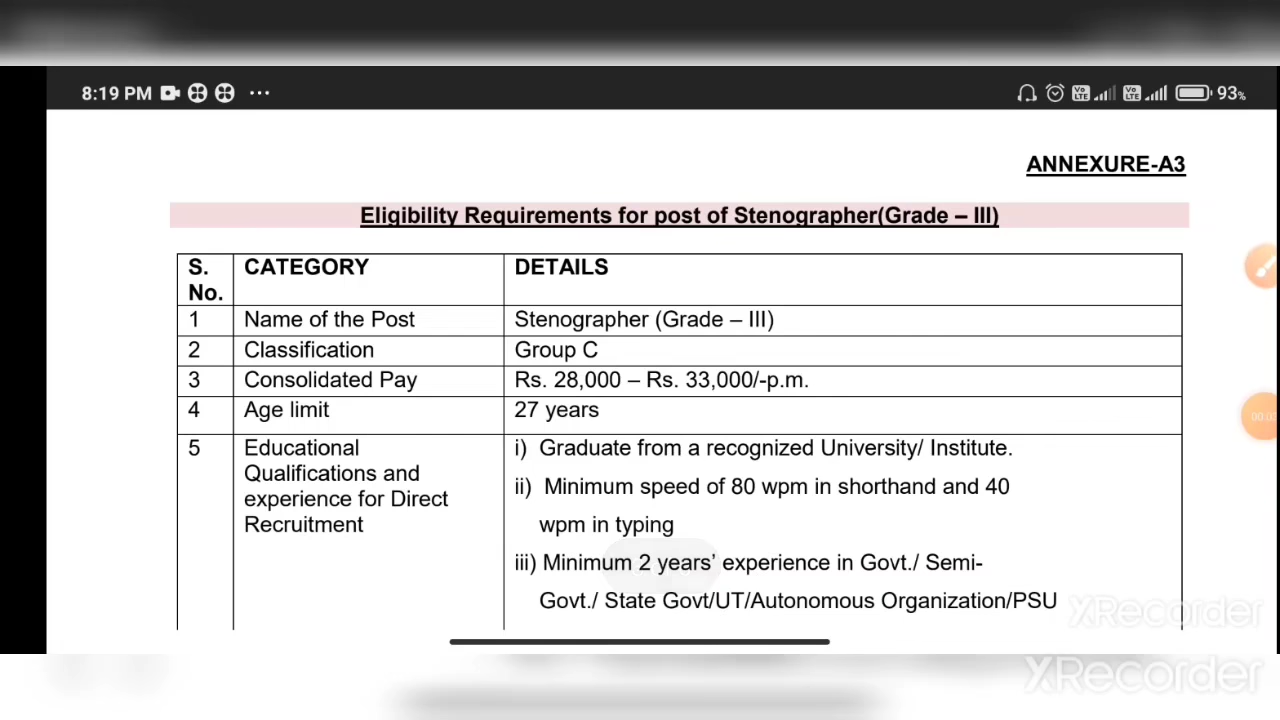 8:19 PM ... 93%
ANNEXURE-A3
Eligibility Requirements for post of Stenographer(Grade – III)
S. No. CATEGORY DETAILS
1 Name of the Post Stenographer (Grade – III)
2 Classification Group C
3 Consolidated Pay Rs. 28,000 – Rs. 33,000/-p.m.
4 Age limit 27 years
5 Educational
Qualifications and
experience for Direct
Recruitment
i) Graduate from a recognized University/ Institute.
ii) Minimum speed of 80 wpm in shorthand and 40
wpm in typing
iii) Minimum 2 years’ experience in Govt./ Semi-
Govt./ State Govt/UT/Autonomous Organization/PSU
XRecorder
XRecorder